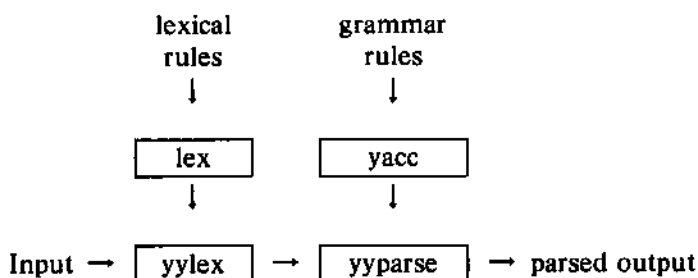 lexical grammar
rules rules
lex yacc
Input yylex yyparse parsed output